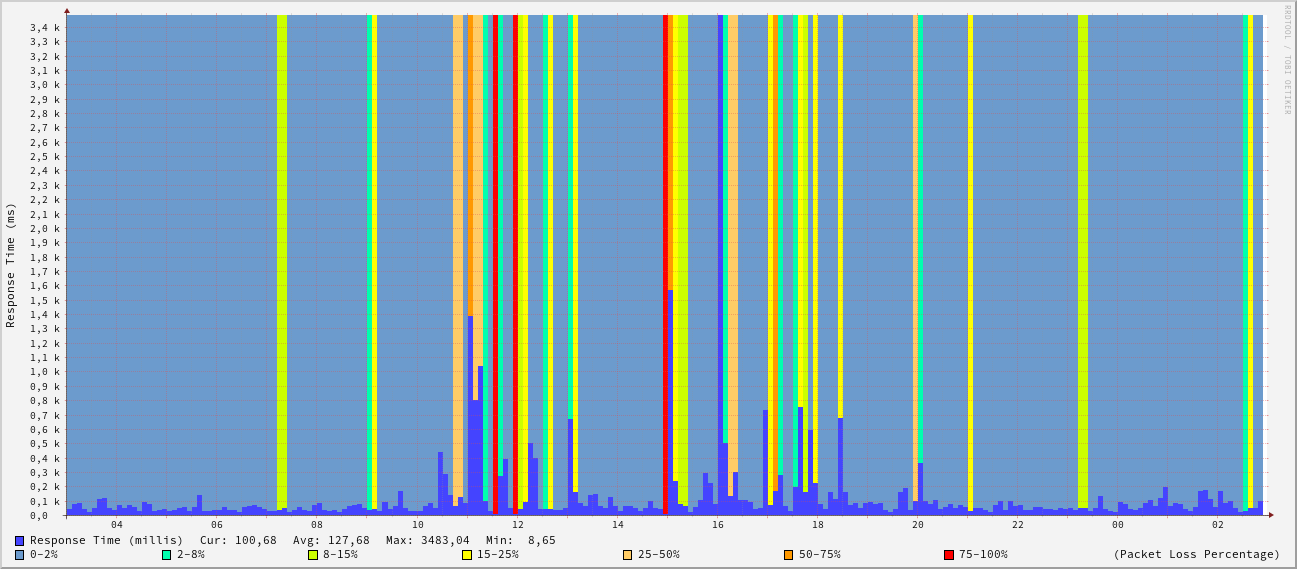 RRDTOOL / TOBI OETIKER
Response Time (ms)
3,4 k
3,3 k
3,2 k
3,1 k
3,0 k
2,9 k
2,8 k
2,7 k
2,6 k
2,5 k
2,4 k
2,3 k
2,2 k
2,1 k
2,0 k
1,9 k
1,8 k
1,7 k
1,6 k
1,5 k
1,4 k
1,3 k
1,2 k
1,1 k
1,0 k
0,9 k
0,8 k
0,7 k
0,6 k
0,5 k
0,4 k
0,3 k
0,2 k
0,1 k
0,0
04 06 08 10 12 14 16 18 20 22 00 02
Response Time (millis) Cur: 100,68 Avg: 127,68 Max: 3483,04 Min: 8,65
0-2% 2-8% 8-15% 15-25% 25-50% 50-75% 75-100% (Packet Loss Percentage)